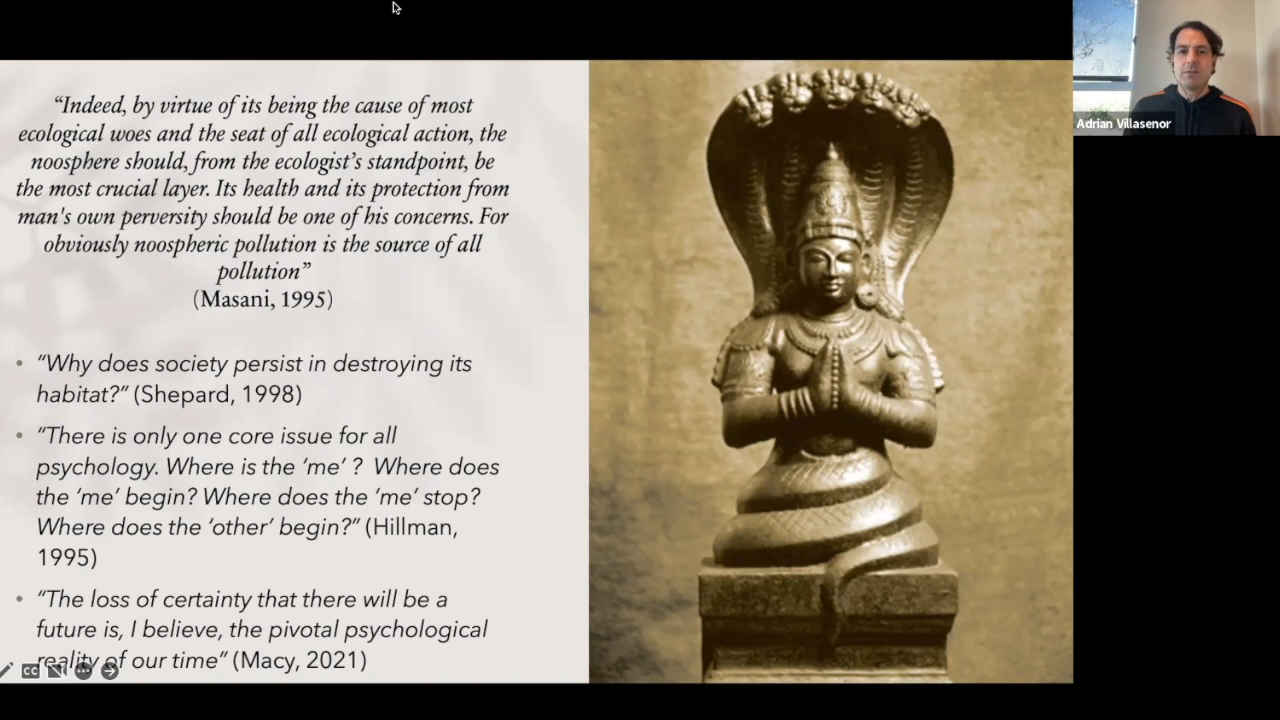 “Indeed, by virtue of its being the cause of most
ecological woes and the seat of all ecological action, the
noosphere should, from the ecologist’s standpoint, be
the most crucial layer. Its health and its protection from
man's own perversity should be one of his concerns. For
obviously noospheric pollution is the source of all
pollution”
(Masani, 1995)
• “Why does society persist in destroying its
habitat?” (Shepard, 1998)
• “There is only one core issue for all
psychology. Where is the ‘me’ ? Where does
the ‘me’ begin? Where does the ‘me’ stop?
Where does the ‘other’ begin?” (Hillman,
1995)
• “The loss of certainty that there will be a
future is, I believe, the pivotal psychological
reality of our time” (Macy, 2021)
CC
Adrian Villasenor